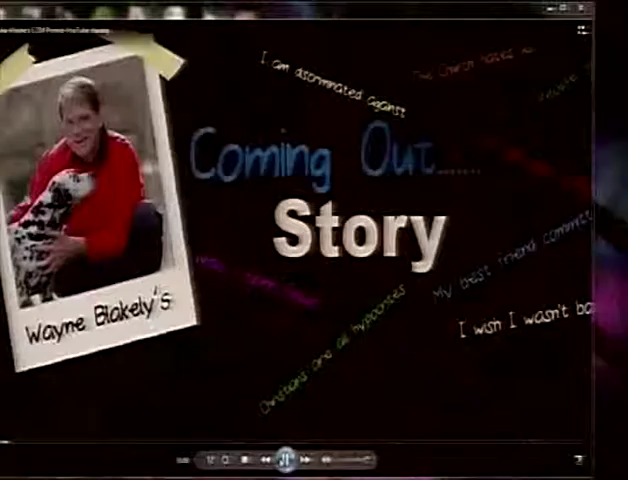 I am discriminated against
The Church hates
Coming Out......
Story
My best friend committ
Wayne Blakely's
I wish I wasn't bo
Christians are all hypocrites